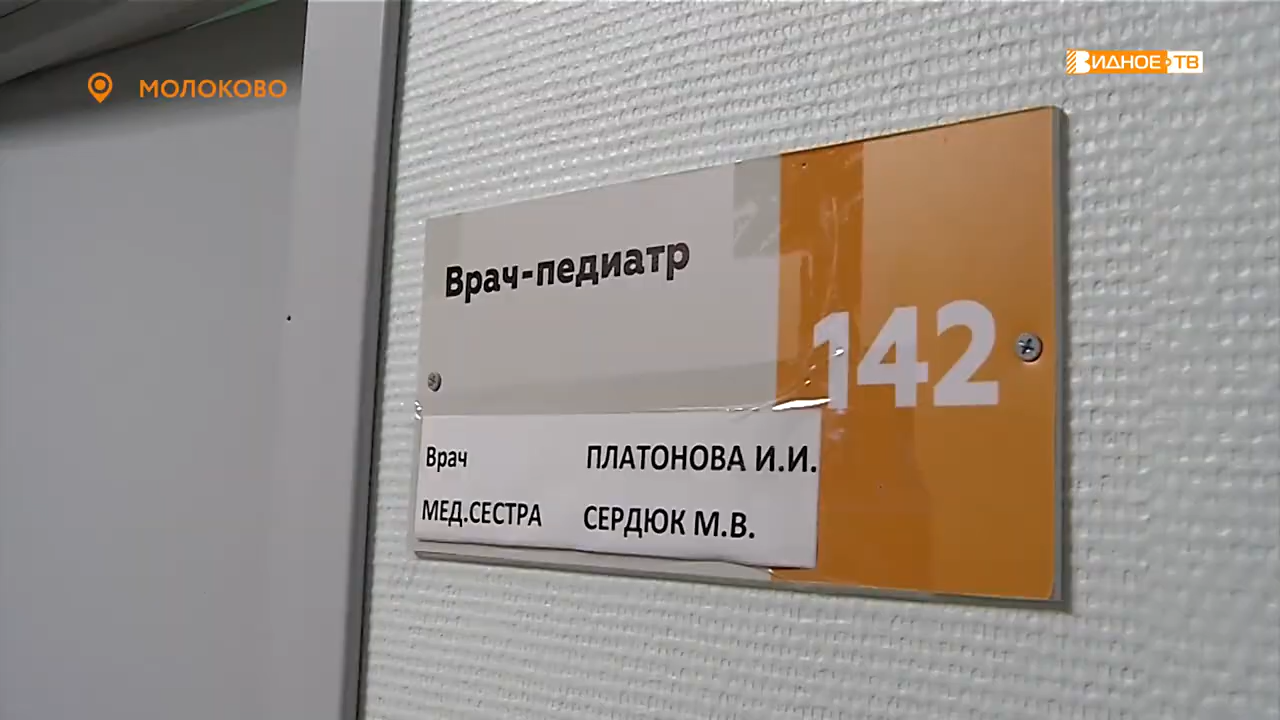 МОЛОКОВО
ВИДНОЕ ТВ
Врач-педиатр
142
Врач ПЛАТОНОВА И.И.
МЕД.СЕСТРА СЕРДЮК М.В.